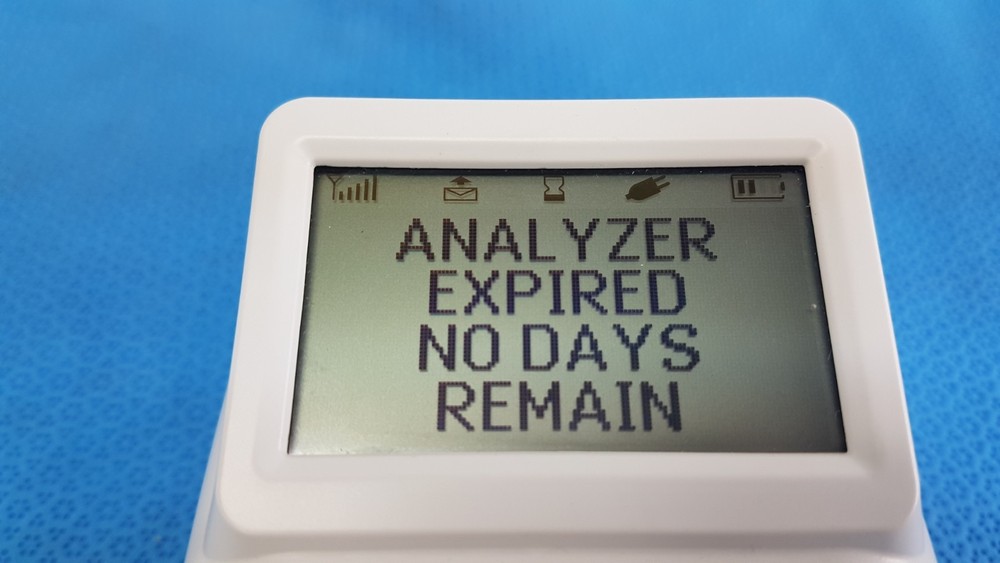 ANALYZER
EXPIRED
NO DAYS
REMAIN